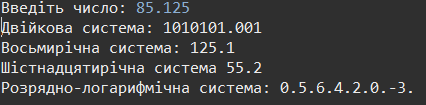 Введіть число: 85.125
Двійкова система: 1010101.001
Восьмирічна система: 125.1
Шістнадцятирічна система 55.2
Розрядно-логарифмічна система: 0.5.6.4.2.0.-3.